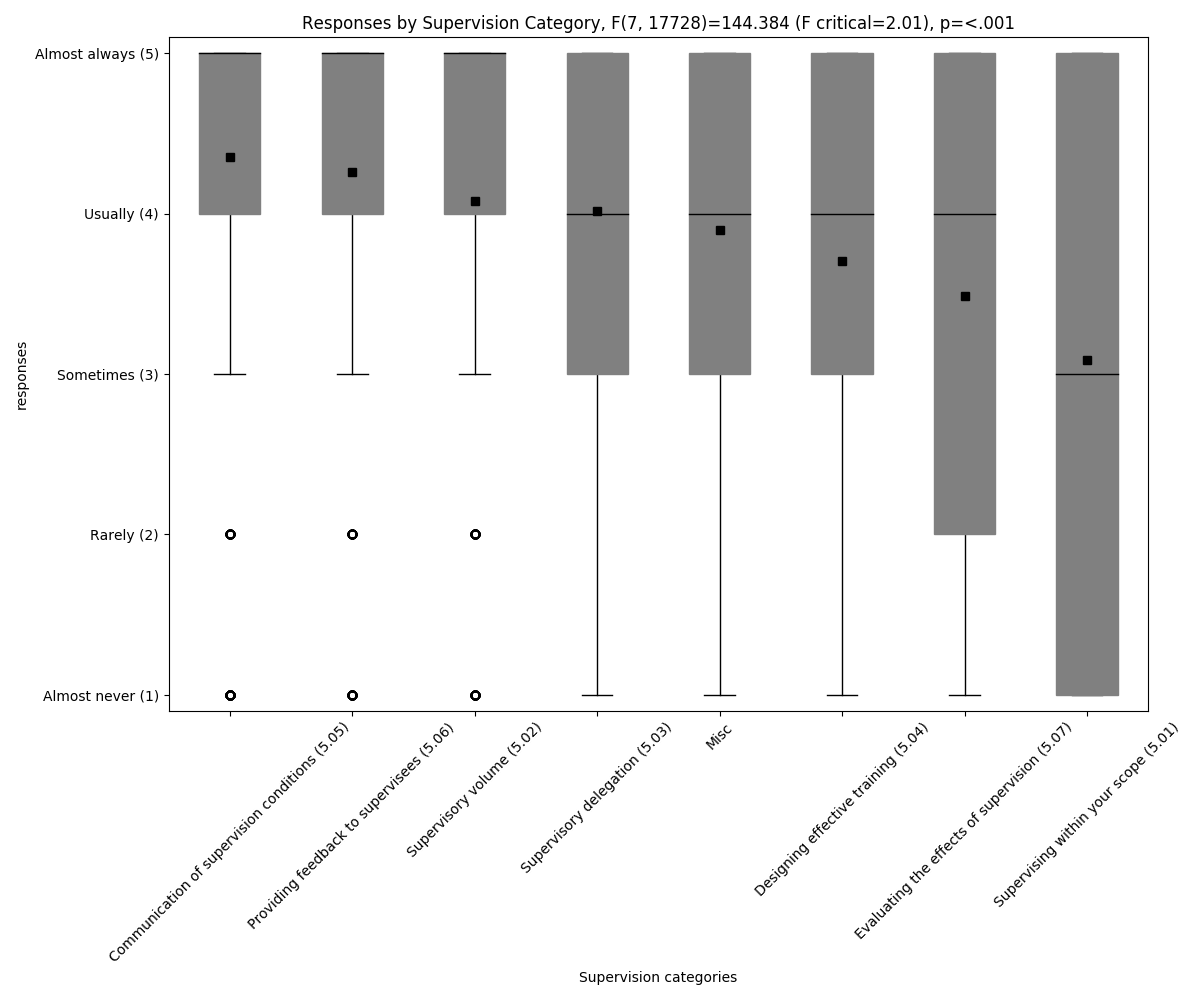 Responses by Supervision Category, F(7, 17728)=144.384 (F critical=2.01), p=<.001
Almost always (5)
Usually (4)
Sometimes (3)
Rarely (2)
Almost never (1)
responses
Communication of supervision conditions (5.05)
Providing feedback to supervisees (5.06)
Supervisory volume (5.02)
Supervisory delegation (5.03)
Misc
Designing effective training (5.04)
Evaluating the effects of supervision (5.07)
Supervising within your scope (5.01)
Supervision categories